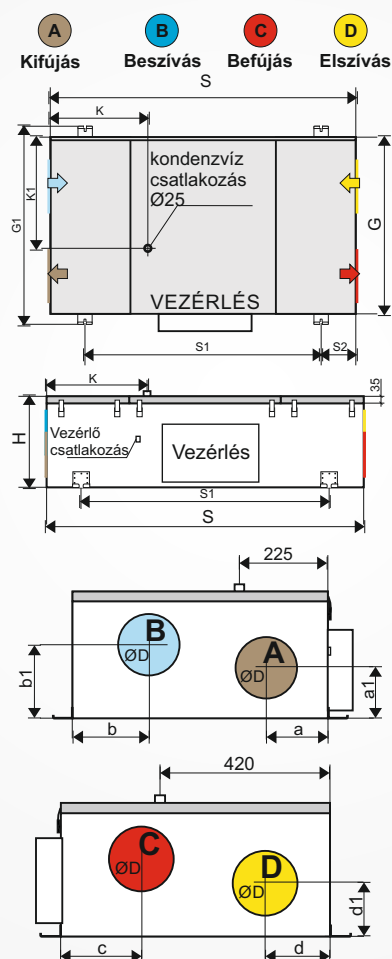 A B C D
Kifújás Beszívás Befújás Elszívás
S
K
kondenzvíz
csatlakozás
Ø25
K1
G1
G
VEZÉRLÉS
S1 S2
K
35
H
Vezérlő
csatlakozás
Vezérlés
S1
S
225
B
ØD
A
ØD
b1
a1
b a
420
C
ØD
D
ØD
d1
c d